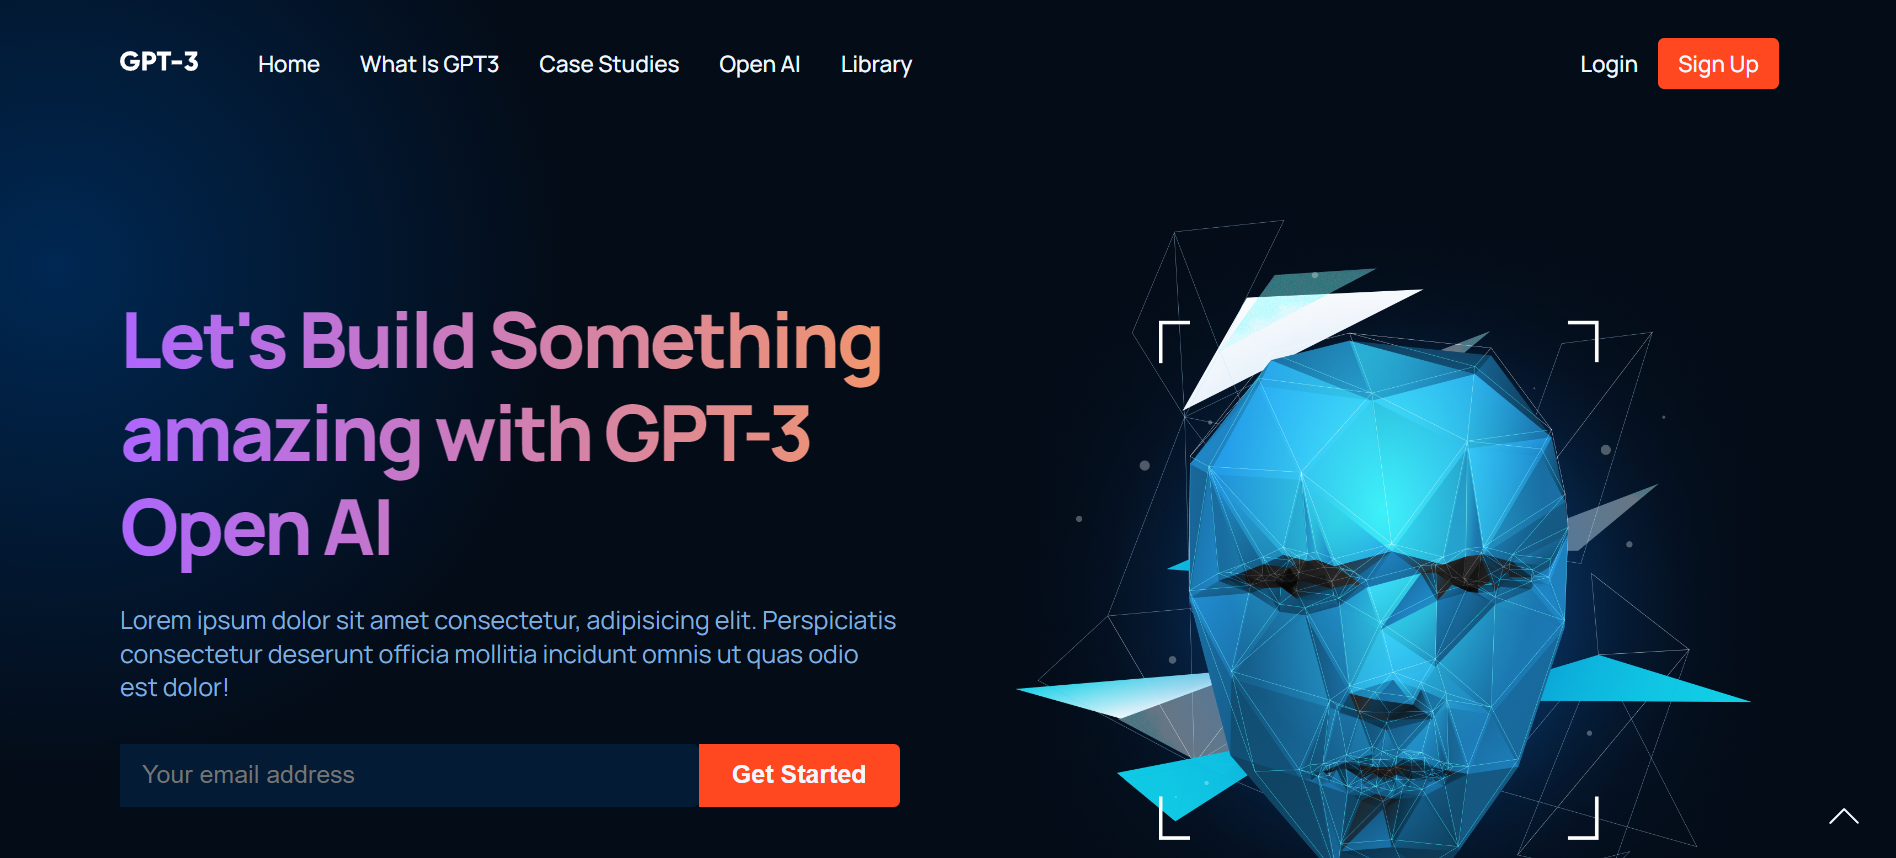 GPT-3 Home What Is GPT3 Case Studies Open AI Library Login Sign Up
Let's Build Something
amazing with GPT-3
Open AI
Lorem ipsum dolor sit amet consectetur, adipisicing elit. Perspiciatis
consectetur deserunt officia mollitia incidunt omnis ut quas odio
est dolor!
Your email address Get Started